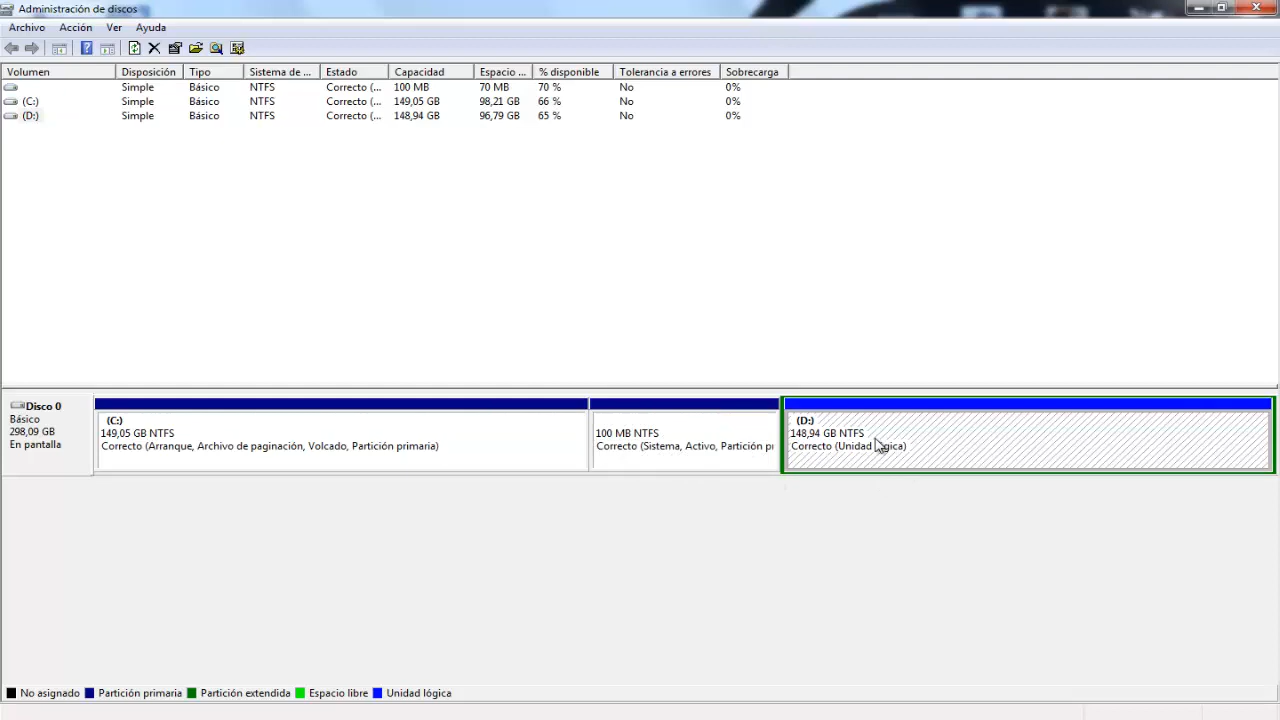 Administración de discos
Archivo Acción Ver Ayuda
Volumen Disposición Tipo Sistema de ... Estado Capacidad Espacio ... % disponible Tolerancia a errores Sobrecarga
Simple Básico NTFS Correcto (... 100 MB 70 MB 70 % No 0%
(C:) Simple Básico NTFS Correcto (... 149,05 GB 98,21 GB 66 % No 0%
(D:) Simple Básico NTFS Correcto (... 148,94 GB 96,79 GB 65 % No 0%
Disco 0
Básico
298,09 GB
En pantalla
(C:)
149,05 GB NTFS
Correcto (Arranque, Archivo de paginación, Volcado, Partición primaria)
100 MB NTFS
Correcto (Sistema, Activo, Partición pr
(D:)
148,94 GB NTFS
Correcto (Unidad lógica)
No asignado Partición primaria Partición extendida Espacio libre Unidad lógica